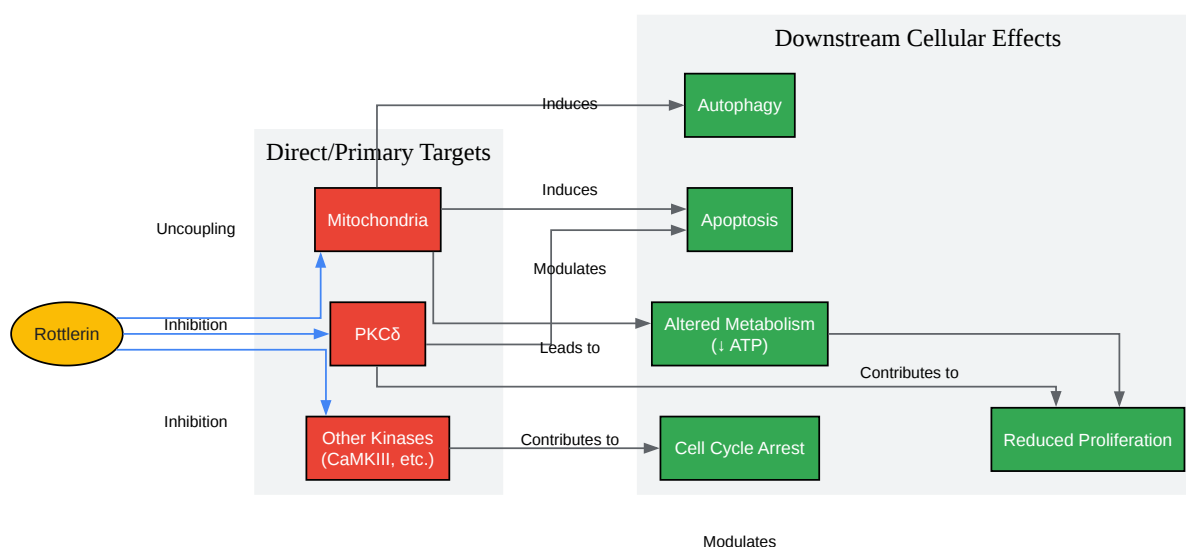 Downstream Cellular Effects
Induces
Autophagy
Direct/Primary Targets
Induces
Mitochondria
Apoptosis
Uncoupling
Modulates
Rottlerin
Inhibition
PKCδ
Leads to
Altered Metabolism
(↓ ATP)
Contributes to
Inhibition
Other Kinases
(CaMKIII, etc.)
Contributes to
Cell Cycle Arrest
Reduced Proliferation
Modulates